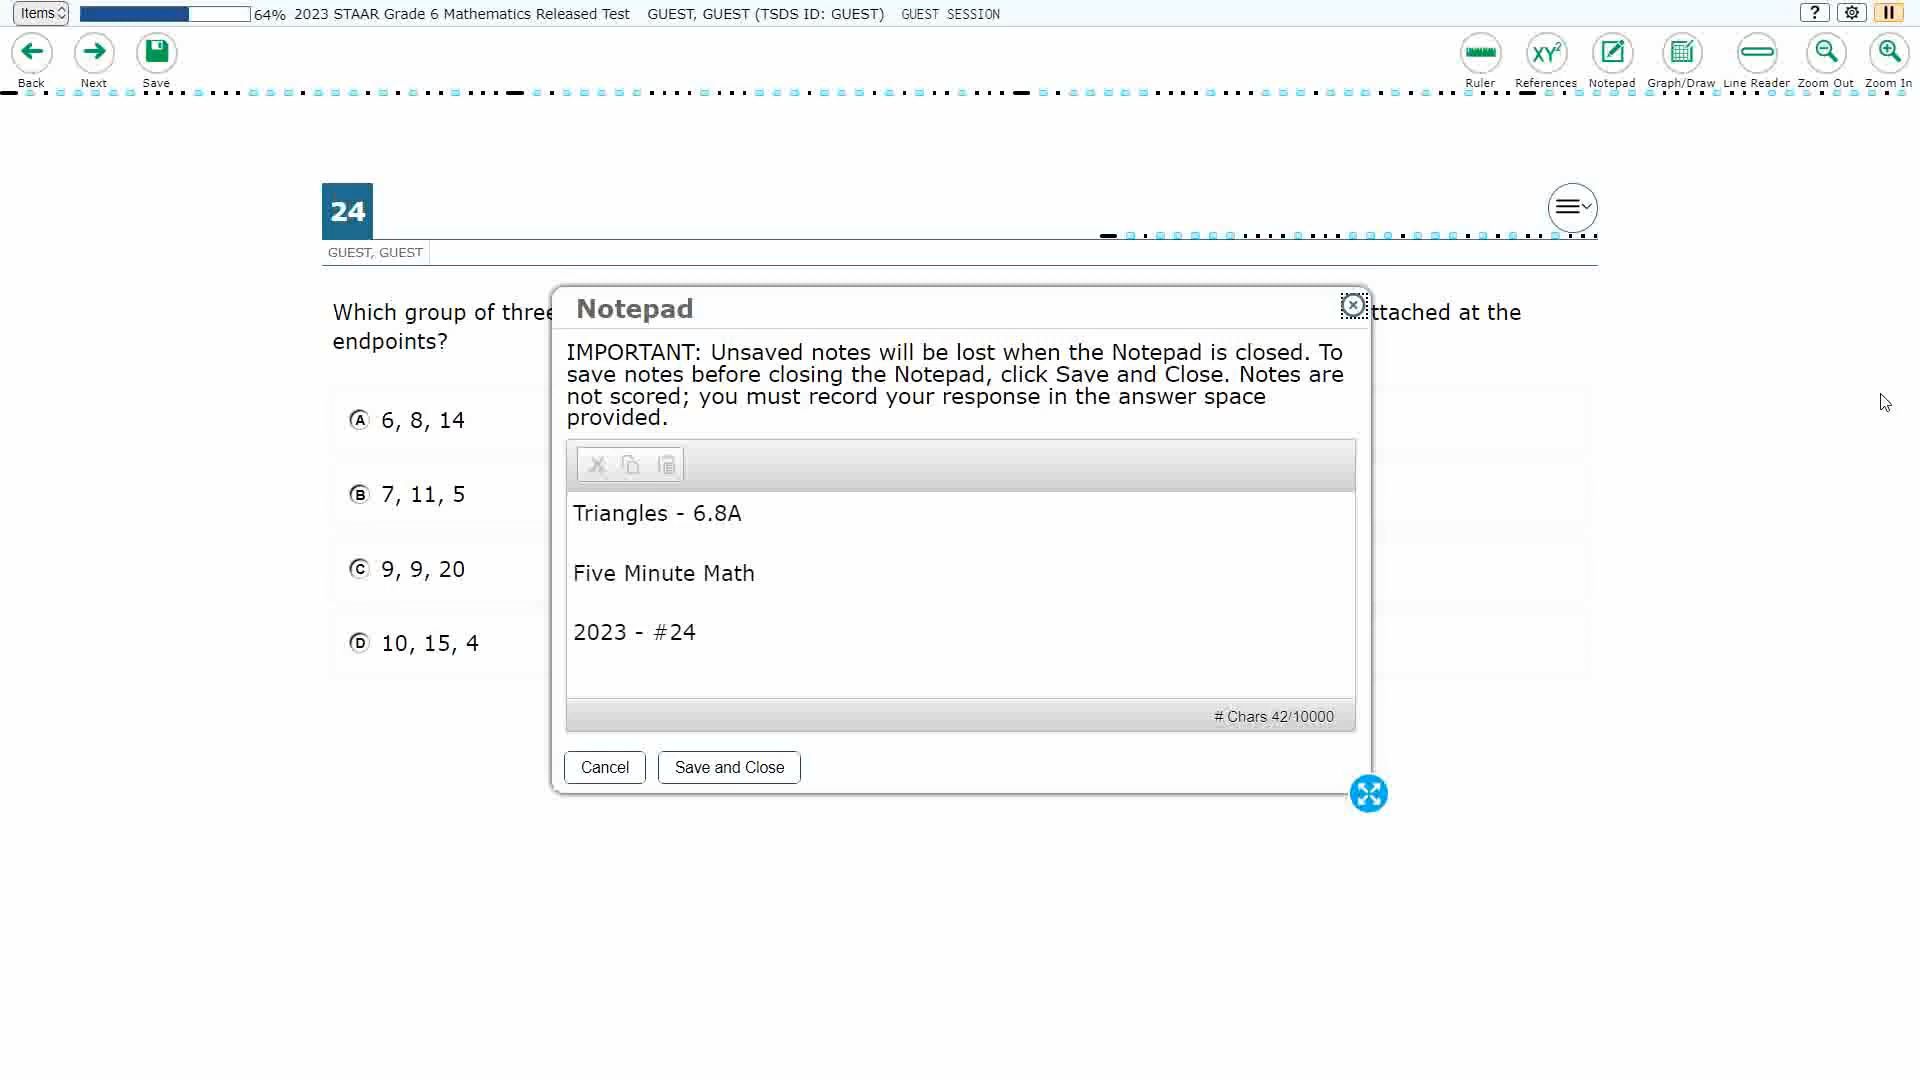 Items 64% 2023 STAAR Grade 6 Mathematics Released Test GUEST, GUEST (TSDS ID: GUEST) GUEST SESSION ?
Back Next Save XY2 Ruler References Notepad Graph/Draw Line Reader Zoom Out Zoom In
24
GUEST, GUEST
Which group of three ttached at the
endpoints?
A 6, 8, 14
B 7, 11, 5
C 9, 9, 20
D 10, 15, 4
Notepad
IMPORTANT: Unsaved notes will be lost when the Notepad is closed. To
save notes before closing the Notepad, click Save and Close. Notes are
not scored; you must record your response in the answer space
provided.
Triangles - 6.8A
Five Minute Math
2023 - #24
# Chars 42/10000
Cancel Save and Close